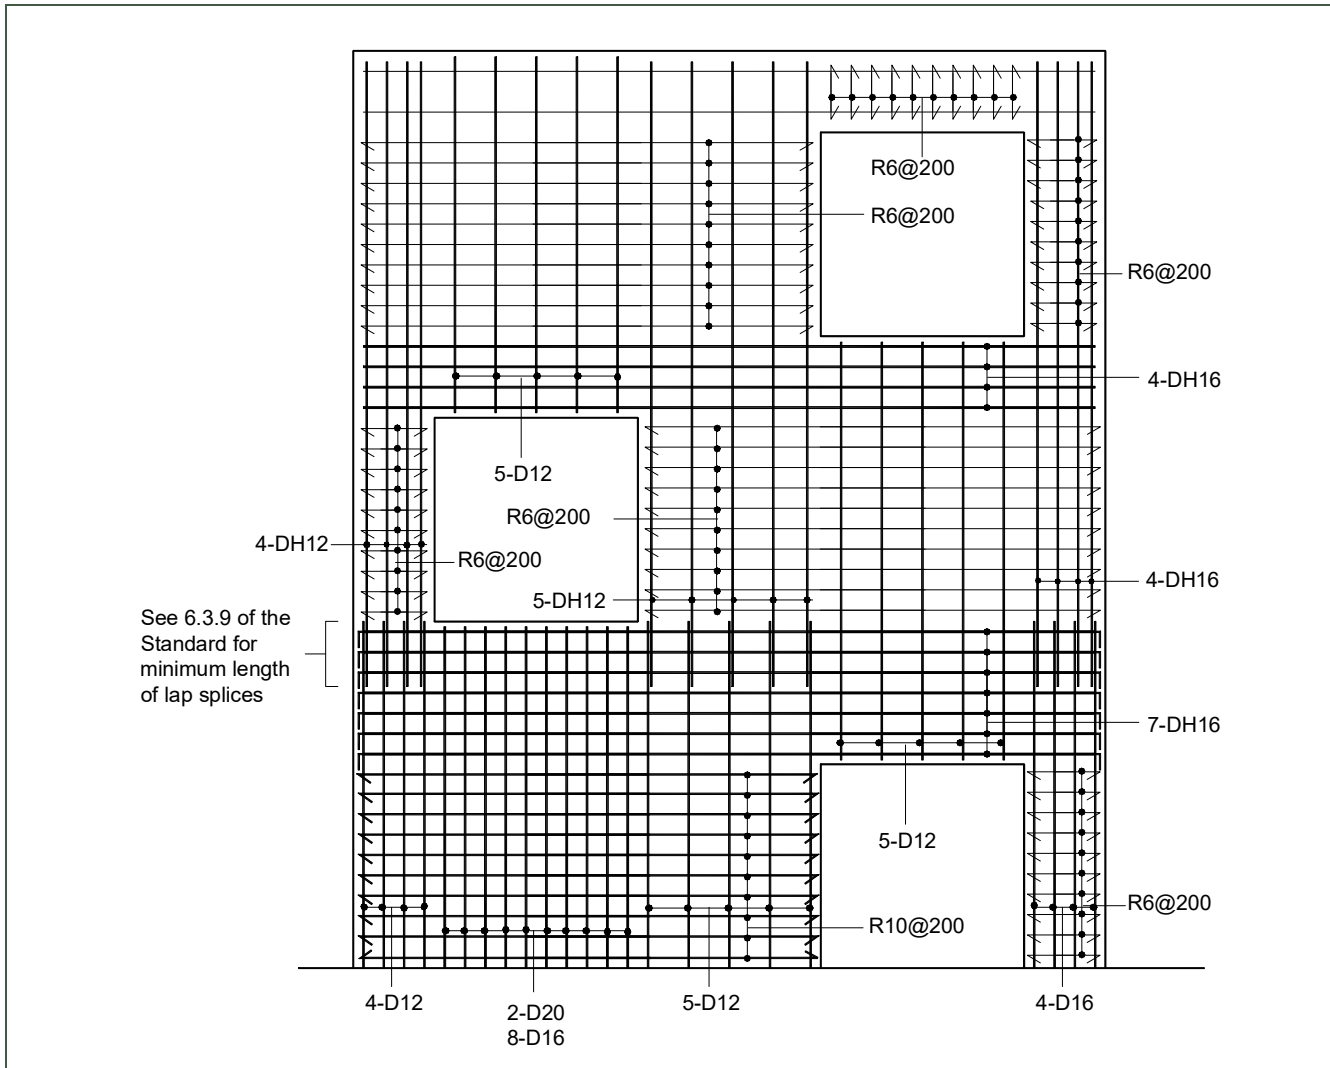 R6@200
R6@200
R6@200
4-DH16
5-D12
R6@200
4-DH12
R6@200
4-DH16
5-DH12
See 6.3.9 of the
Standard for
minimum length
of lap splices
7-DH16
5-D12
R6@200
R10@200
4-D12
2-D20
8-D16
5-D12
4-D16